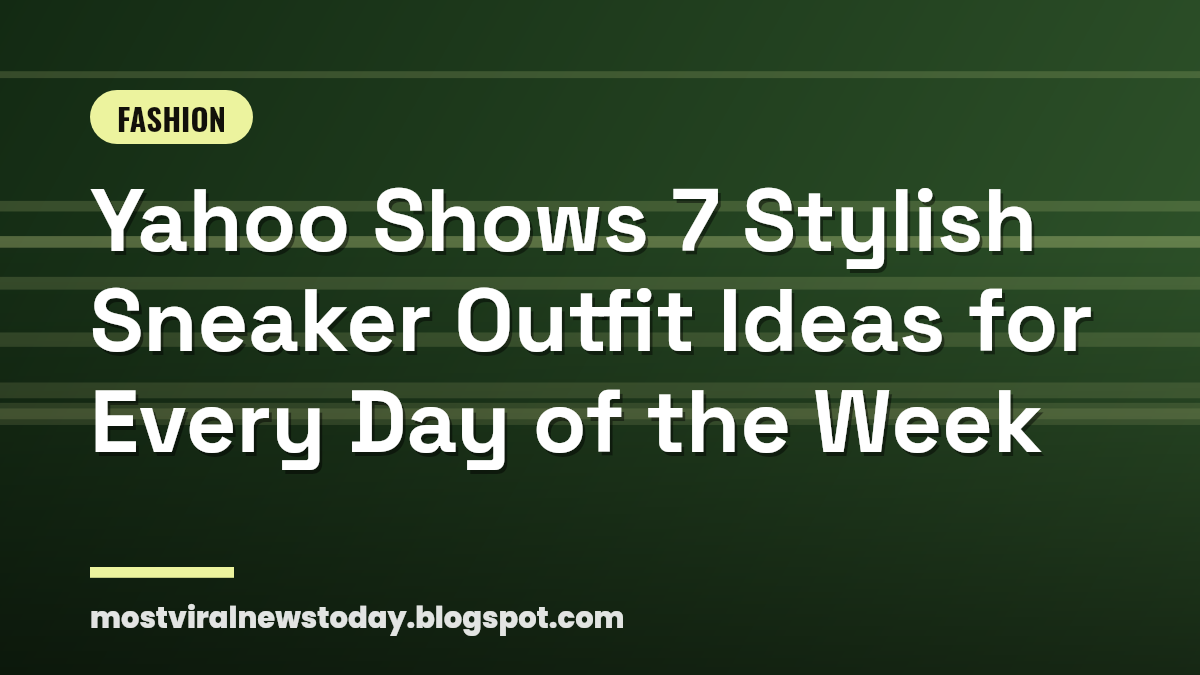 FASHION
Yahoo Shows 7 Stylish
Sneaker Outfit Ideas for
Every Day of the Week
mostviralnewstoday.blogspot.com